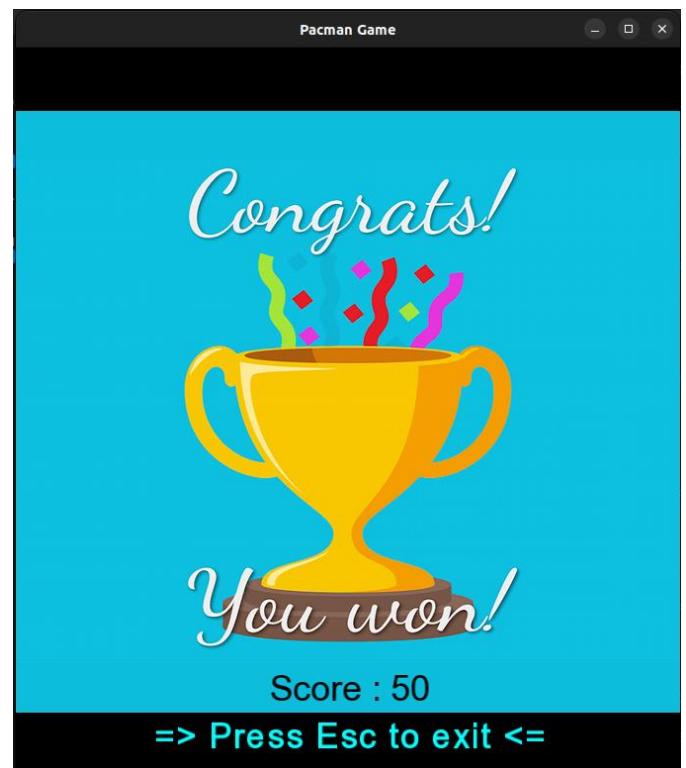 Pacman Game
Congrats!
You won!
Score : 50
=> Press Esc to exit <=